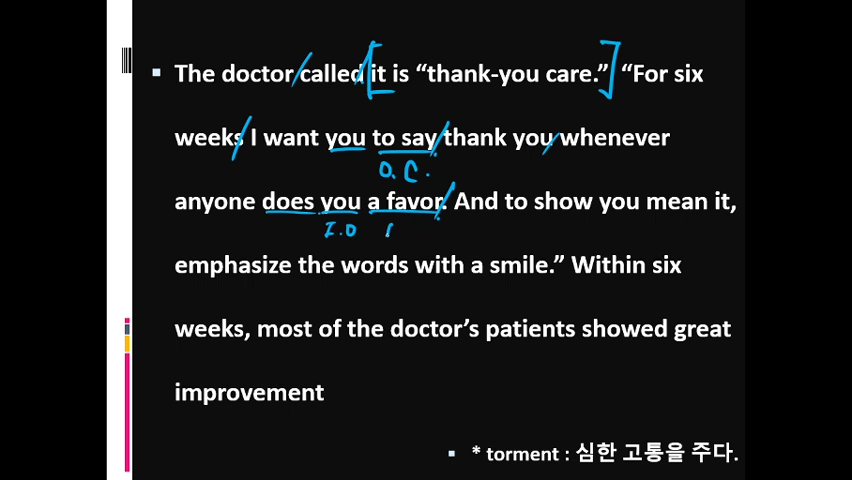 ▪ The doctor called it is “thank-you care.” “For six
weeks I want you to say thank you whenever
O.C.
anyone does you a favor. And to show you mean it,
I.O
emphasize the words with a smile.” Within six
weeks, most of the doctor’s patients showed great
improvement
▪ * torment : 심한 고통을 주다.